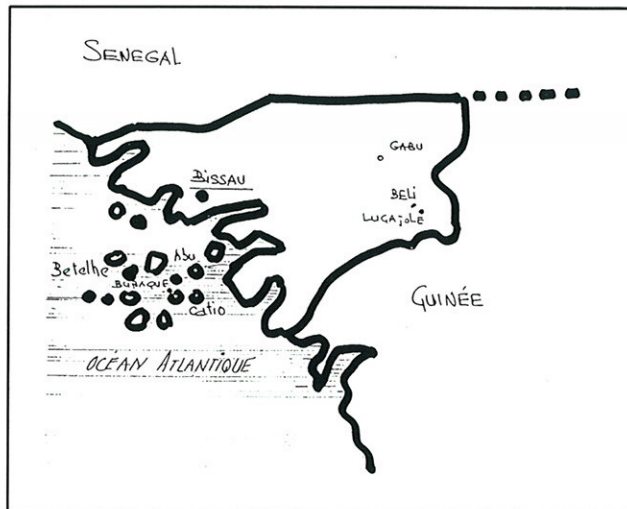 SENEGAL
GABU
BISSAU
BELI
LUGAJOLE
Betelhe
ABU
BUNAQUE
GUINÉE
catio
OCÉAN ATLANTIQUE